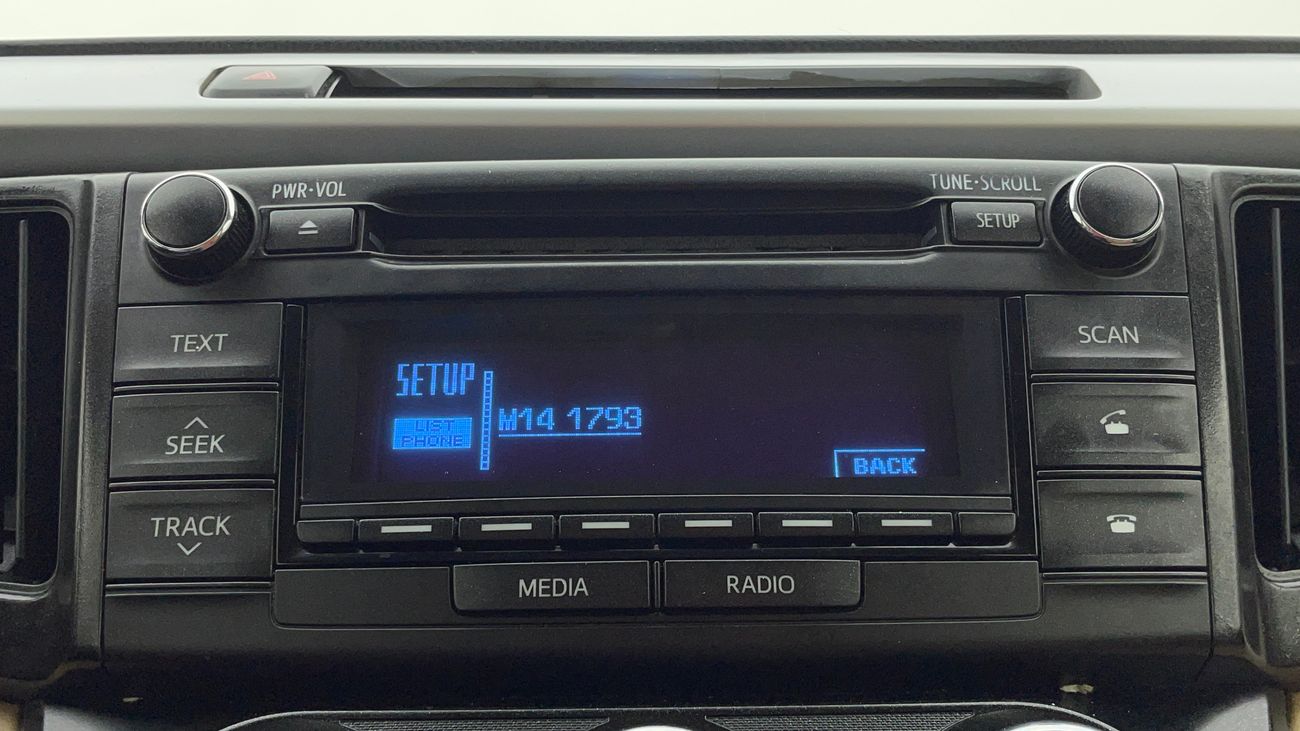 PWR·VOL
TUNE·SCROLL
SETUP
TEXT
SCAN
SETUP
LIST
PHONE
M14 1793
BACK
SEEK
TRACK
MEDIA
RADIO